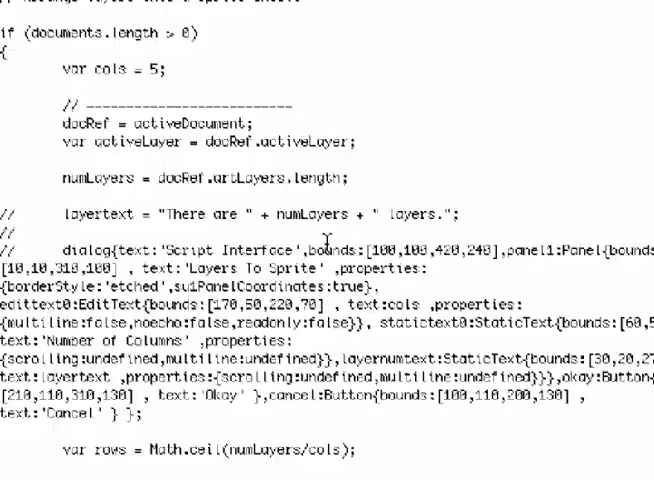 if (documents.length > 0)
{
var cols = 5;
// ---------------------------
docRef = activeDocument;
var activeLayer = docRef.activeLayer;
numLayers = docRef.artLayers.length;
// layertext = "There are " + numLayers + " layers.";
//
// dialog{text:'Script Interface',bounds:[100,100,420,240],panel1:Panel{bounds
[10,10,310,100] , text:'Layers To Sprite' ,properties:
{borderStyle:'etched',su1PanelCoordinates:true},
edittext0:EditText{bounds:[170,50,220,70] , text:cols ,properties:
{multiline:false,noecho:false,readonly:false}}, statictext0:StaticText{bounds:[60,5
text:'Number of Columns' ,properties:
{scrolling:undefined,multiline:undefined}},layernumtext:StaticText{bounds:[30,20,27
text:layertext ,properties:{scrolling:undefined,multiline:undefined}}},okay:Button{
[210,110,310,130] , text:'Okay' },cancel:Button{bounds:[100,110,200,130] ,
text:'Cancel' } };
var rows = Math.ceil(numLayers/cols);